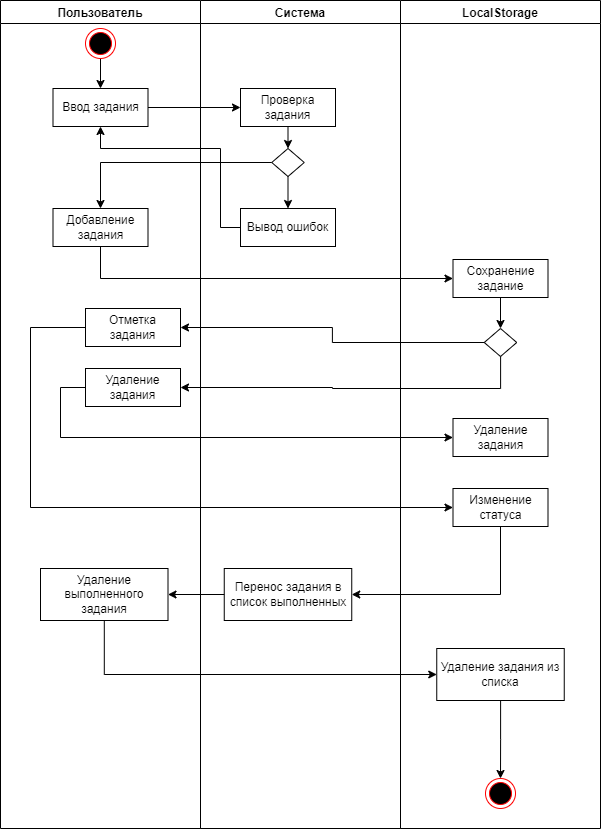 Пользователь
Система
LocalStorage
Ввод задания
Проверка
задания
Добавление
задания
Вывод ошибок
Сохранение
задание
Отметка
задания
Удаление
задания
Удаление
задания
Изменение
статуса
Удаление
выполненного
задания
Перенос задания в
список выполненных
Удаление задания из
списка